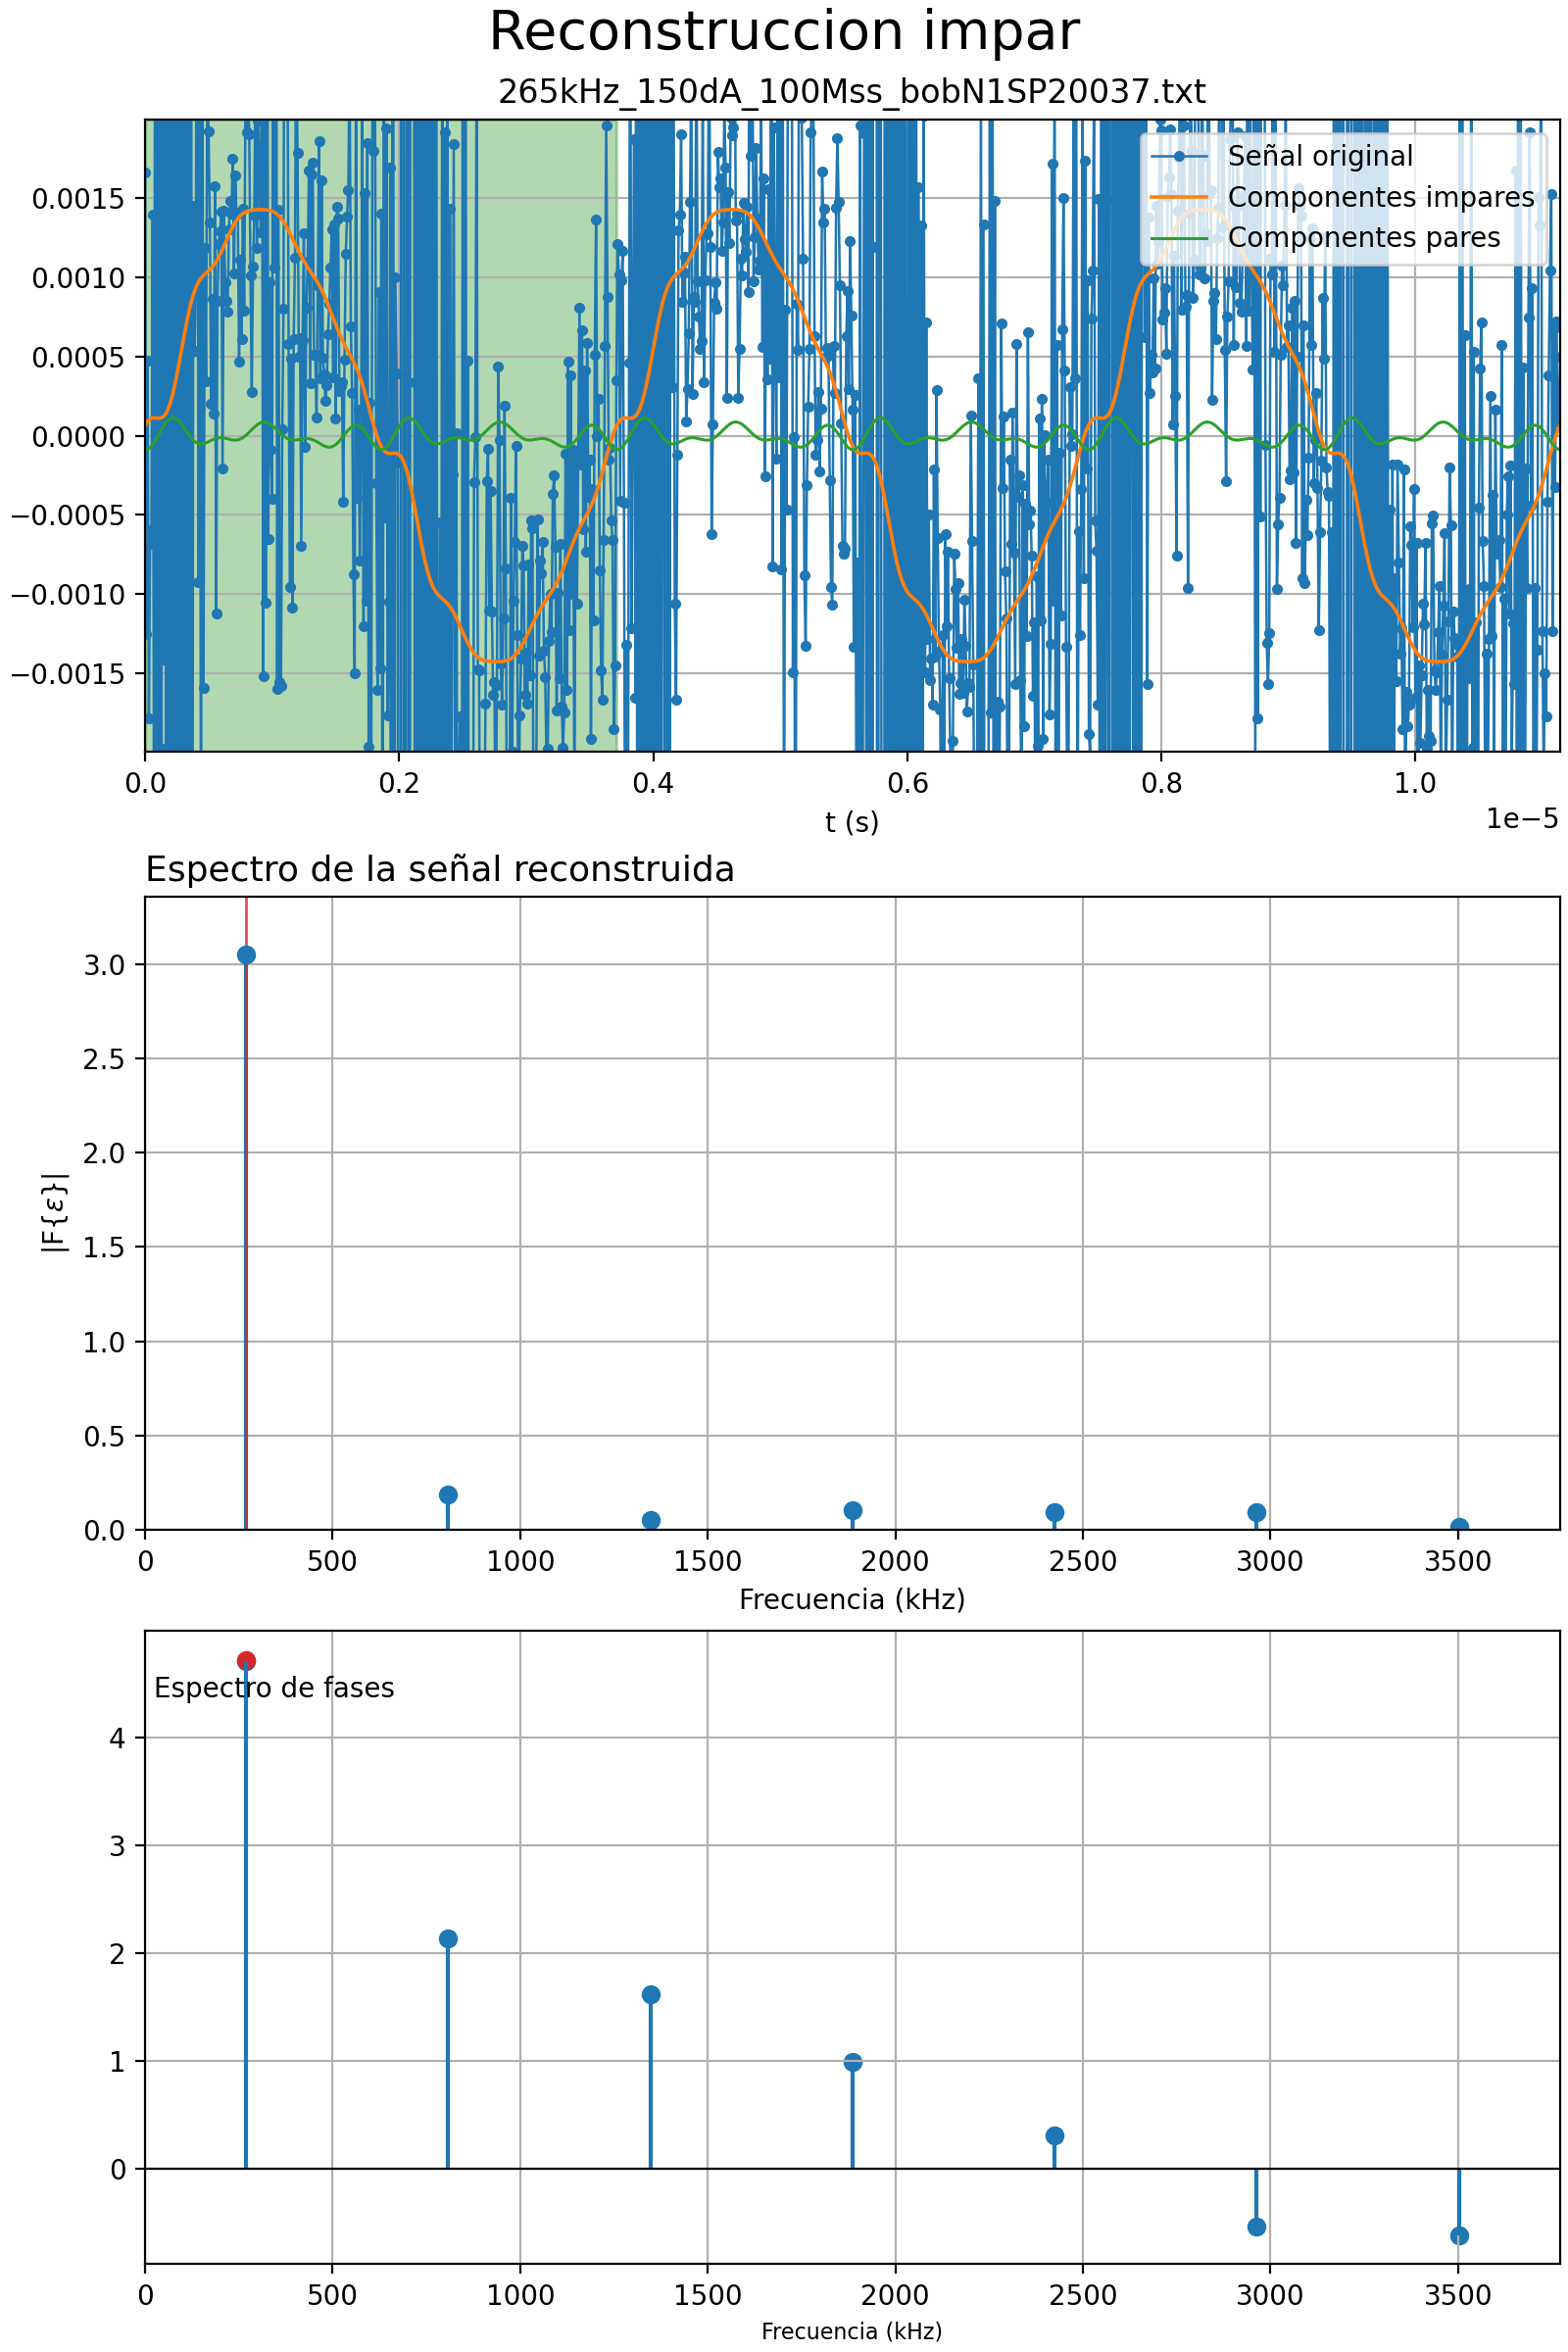 Reconstruccion impar
265kHz_150dA_100Mss_bobN1SP20037.txt
Señal original
Componentes impares
Componentes pares
0.0015
0.0010
0.0005
0.0000
−0.0005
−0.0010
−0.0015
0.0 0.2 0.4 0.6 0.8 1.0
1e−5
t (s)
Espectro de la señal reconstruida
3.0
2.5
2.0
1.5
1.0
0.5
0.0
|F{ε}|
0 500 1000 1500 2000 2500 3000 3500
Frecuencia (kHz)
Espectro de fases
4
3
2
1
0
0 500 1000 1500 2000 2500 3000 3500
Frecuencia (kHz)